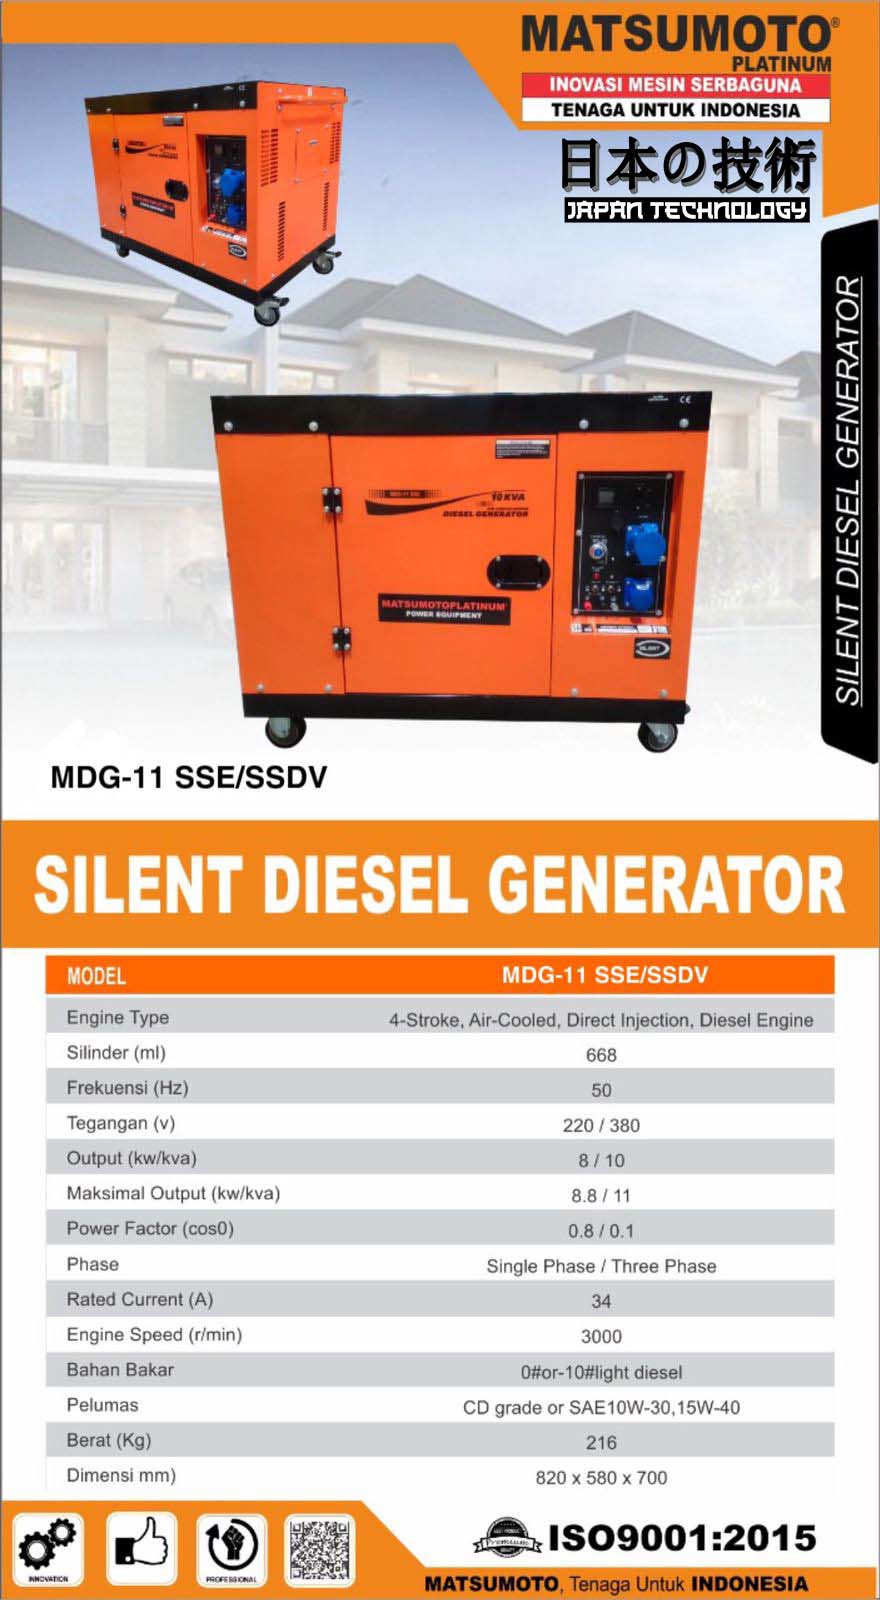 MATSUMOTO®
PLATINUM
INOVASI MESIN SERBAGUNA
TENAGA UNTUK INDONESIA
日本の技術
JAPAN TECHNOLOGY
SILENT DIESEL GENERATOR
10 KVA
DIESEL GENERATOR
MATSUMOTOPLATINUM
POWER EQUIPMENT
SILENT
CE
MDG-11 SSE/SSDV
SILENT DIESEL GENERATOR
MODEL MDG-11 SSE/SSDV
Engine Type 4-Stroke, Air-Cooled, Direct Injection, Diesel Engine
Silinder (ml) 668
Frekuensi (Hz) 50
Tegangan (v) 220 / 380
Output (kw/kva) 8 / 10
Maksimal Output (kw/kva) 8.8 / 11
Power Factor (cos0) 0.8 / 0.1
Phase Single Phase / Three Phase
Rated Current (A) 34
Engine Speed (r/min) 3000
Bahan Bakar 0#or-10#light diesel
Pelumas CD grade or SAE10W-30,15W-40
Berat (Kg) 216
Dimensi mm) 820 x 580 x 700
INNOVATION
PROFESSIONAL
Premium
ISO9001:2015
MATSUMOTO, Tenaga Untuk INDONESIA